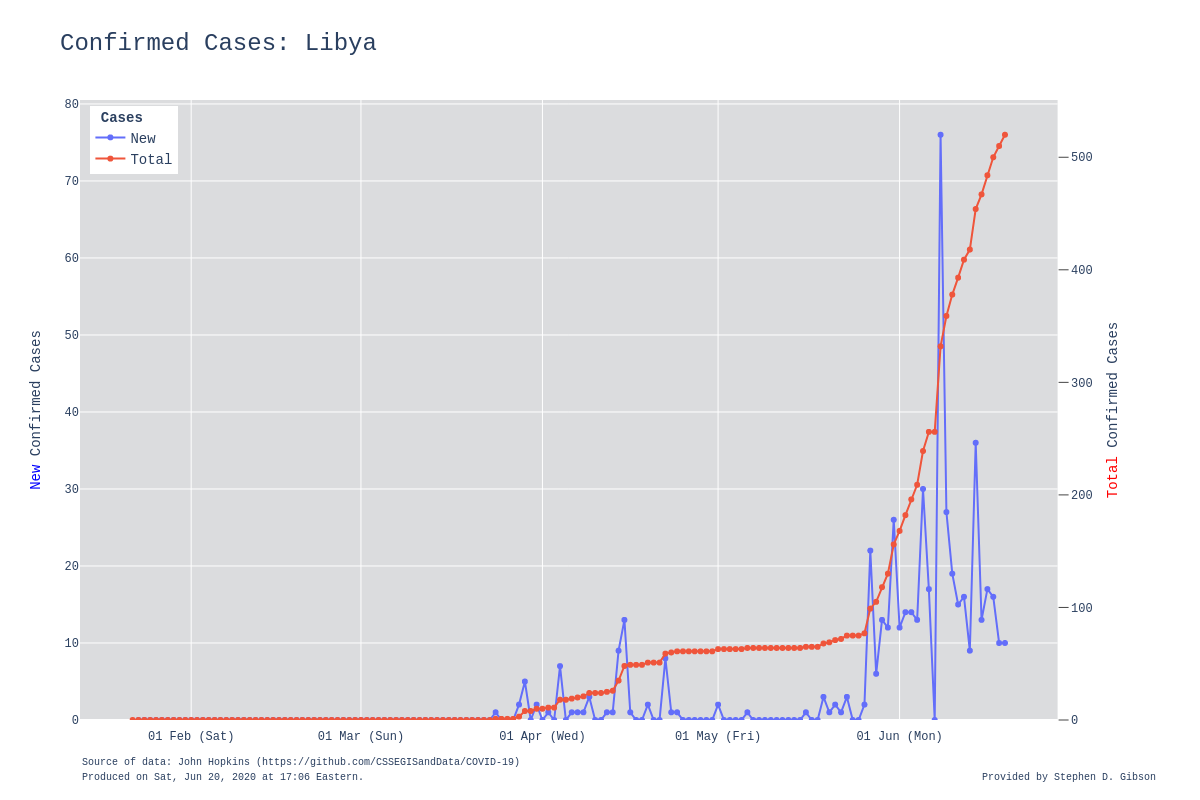 Confirmed Cases: Libya
Cases
New
Total
80
70
60
50
40
30
20
10
0
New Confirmed Cases
500
400
300
200
100
0
Total Confirmed Cases
01 Feb (Sat)
01 Mar (Sun)
01 Apr (Wed)
01 May (Fri)
01 Jun (Mon)
Source of data: John Hopkins (https://github.com/CSSEGISandData/COVID-19)
Produced on Sat, Jun 20, 2020 at 17:06 Eastern.
Provided by Stephen D. Gibson